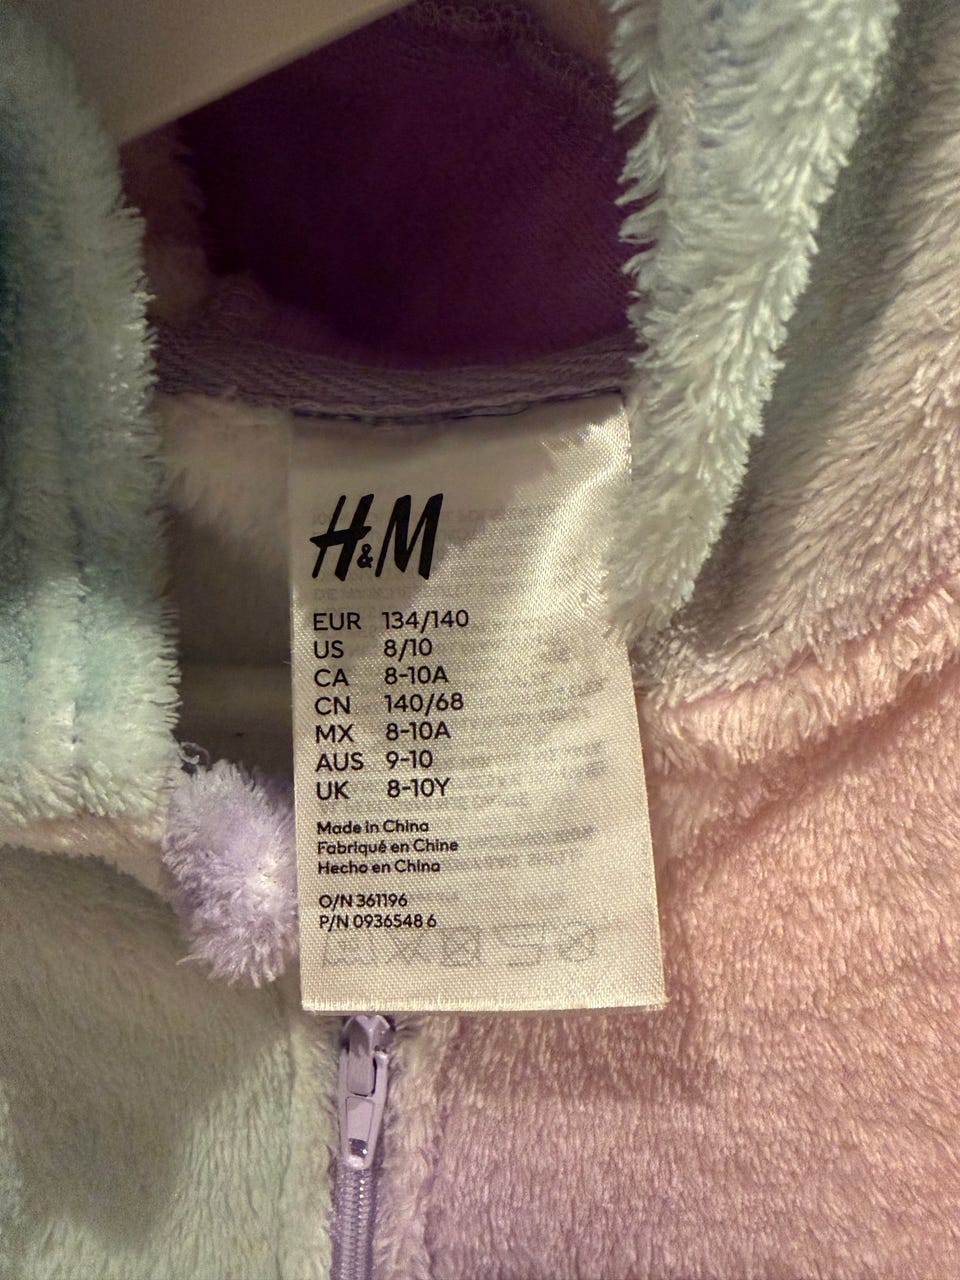 H&M
EUR 134/140
US 8/10
CA 8-10A
CN 140/68
MX 8-10A
AUS 9-10
UK 8-10Y
Made in China
Fabriqué en Chine
Hecho en China
O/N 361196
P/N 0936548 6